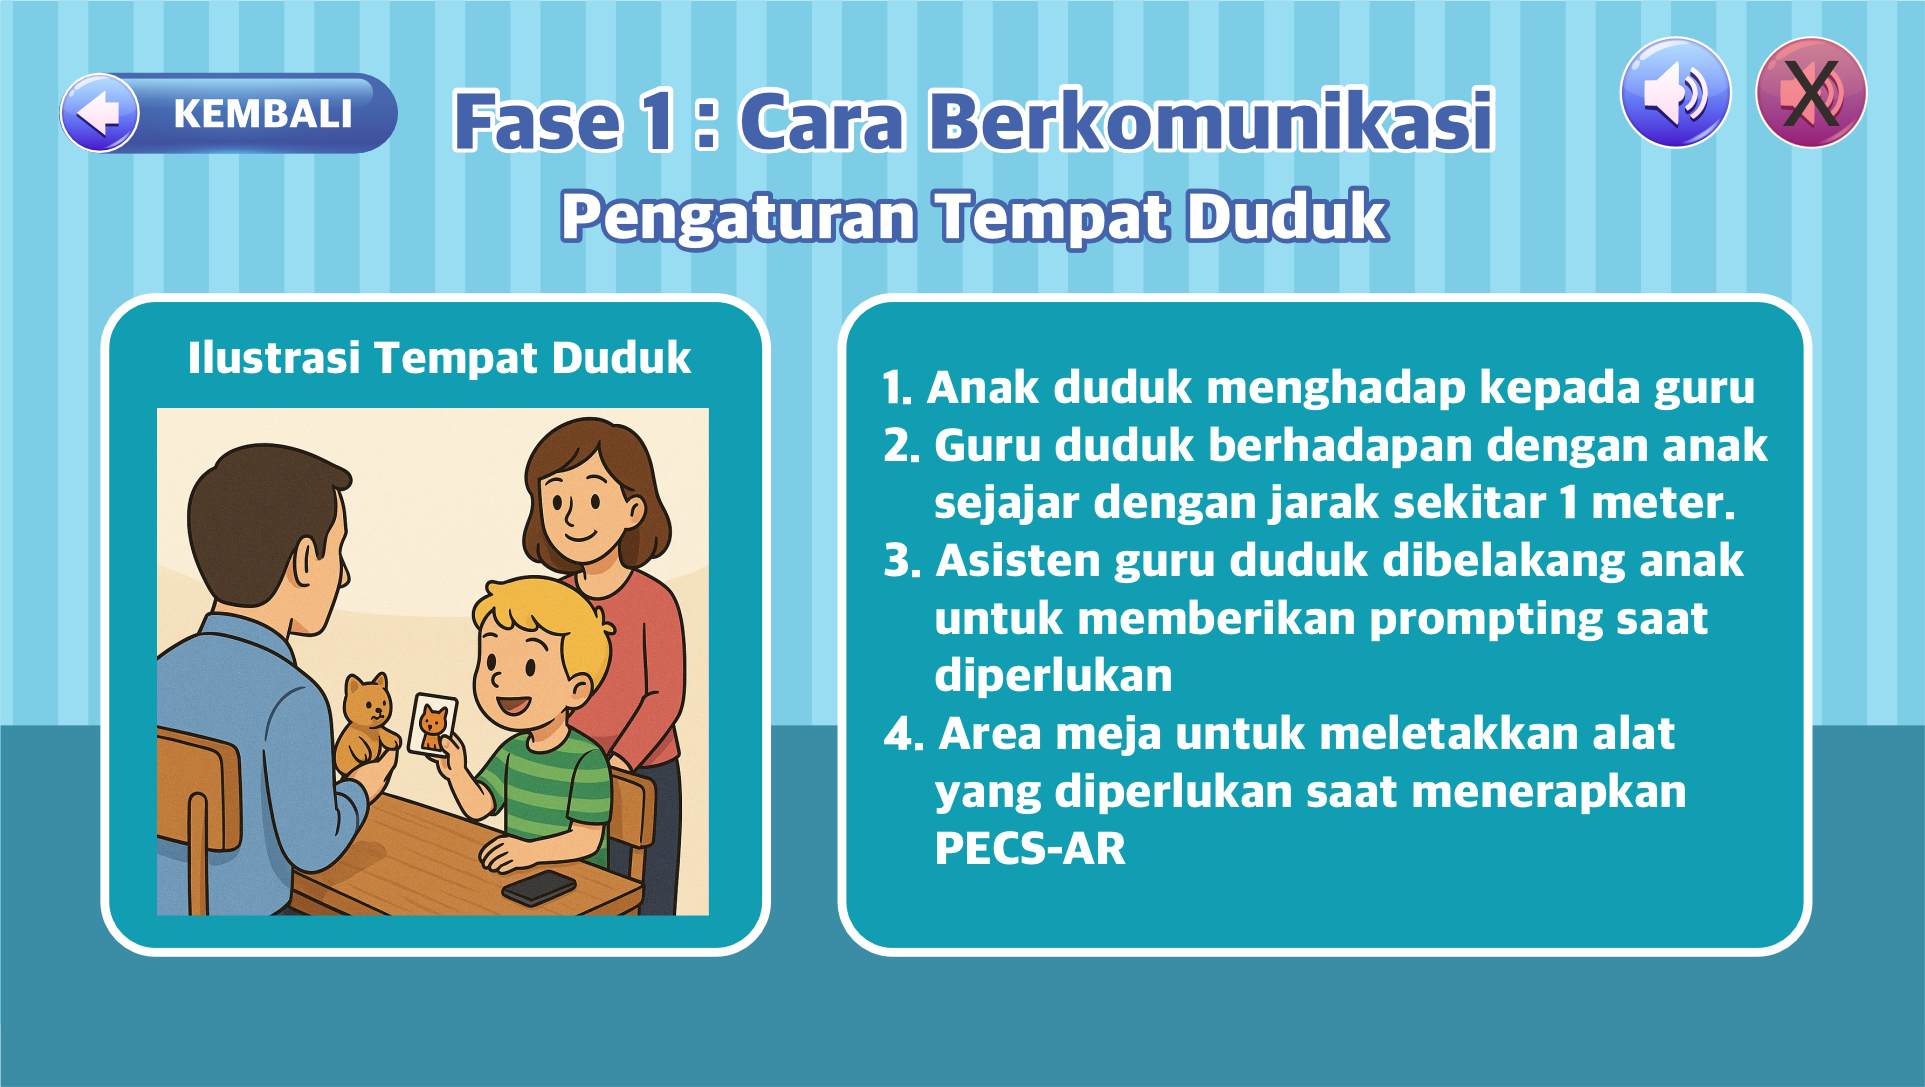 KEMBALI
Fase 1 : Cara Berkomunikasi
Pengaturan Tempat Duduk
Ilustrasi Tempat Duduk
1. Anak duduk menghadap kepada guru
2. Guru duduk berhadapan dengan anak
sejajar dengan jarak sekitar 1 meter.
3. Asisten guru duduk dibelakang anak
untuk memberikan prompting saat
diperlukan
4. Area meja untuk meletakkan alat
yang diperlukan saat menerapkan
PECS-AR
X